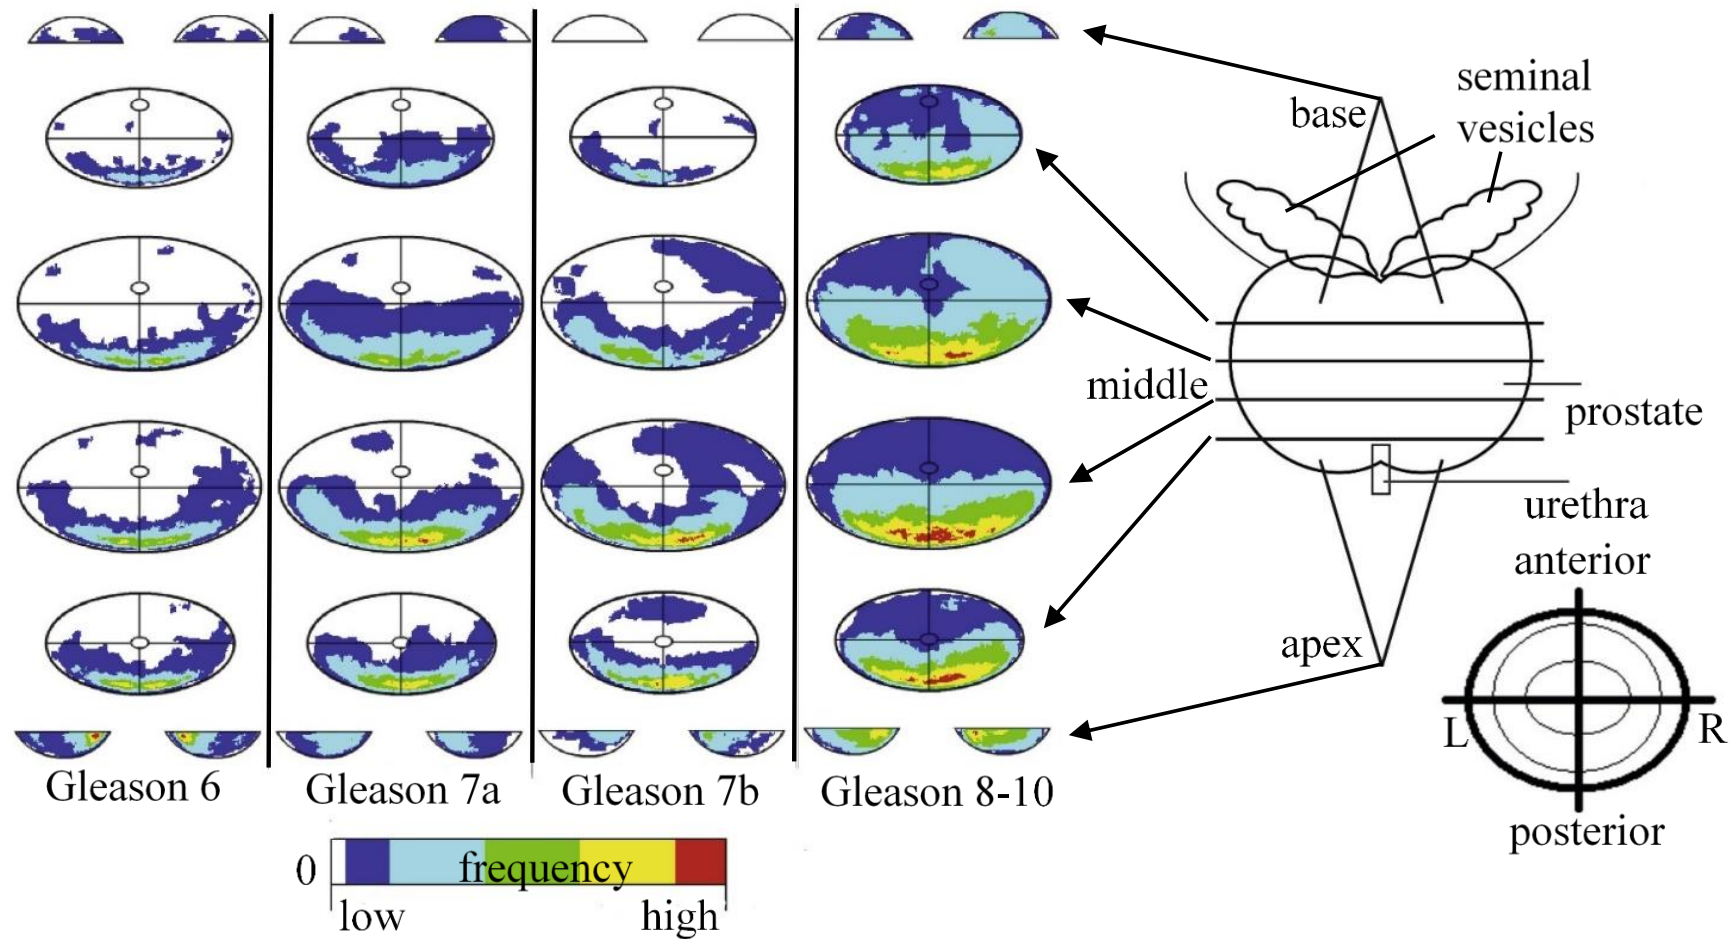 base
seminal
vesicles
middle
prostate
urethra
apex
anterior
L
R
posterior
Gleason 6
Gleason 7a
Gleason 7b
Gleason 8-10
0
frequency
low
high